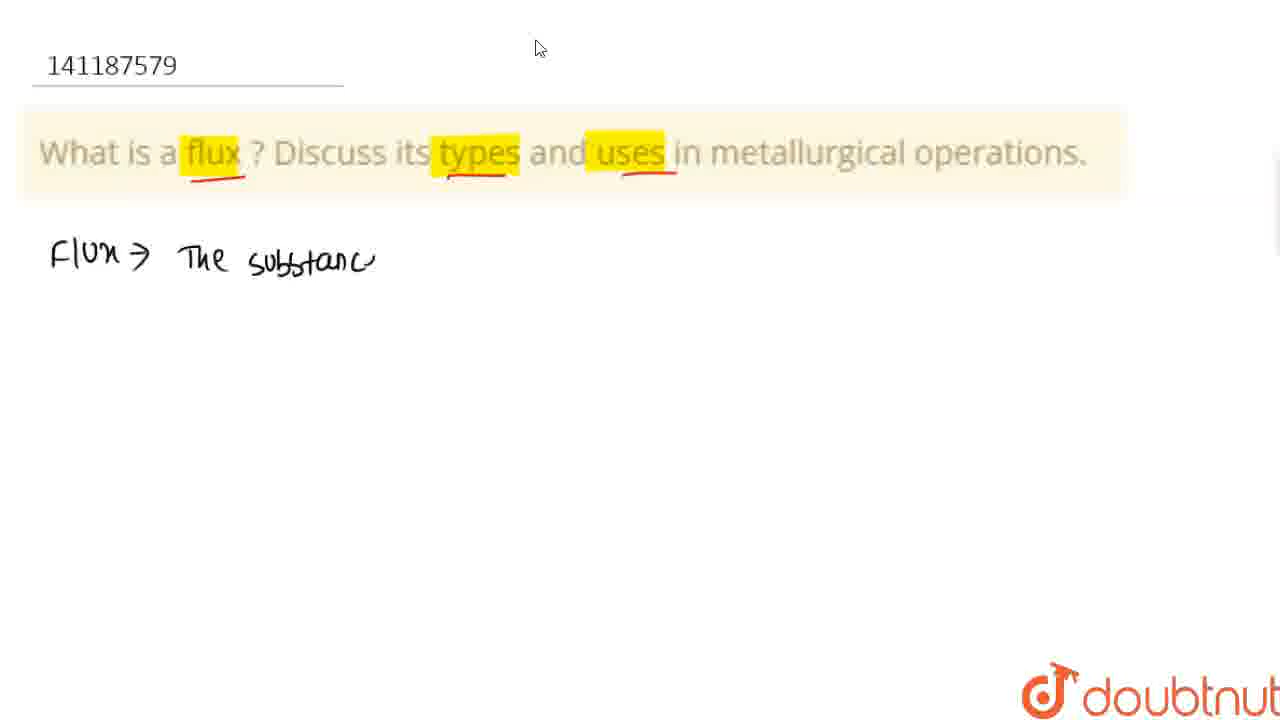 141187579
What is a flux ? Discuss its types and uses in metallurgical operations.
Flux → The substanc
doubtnut